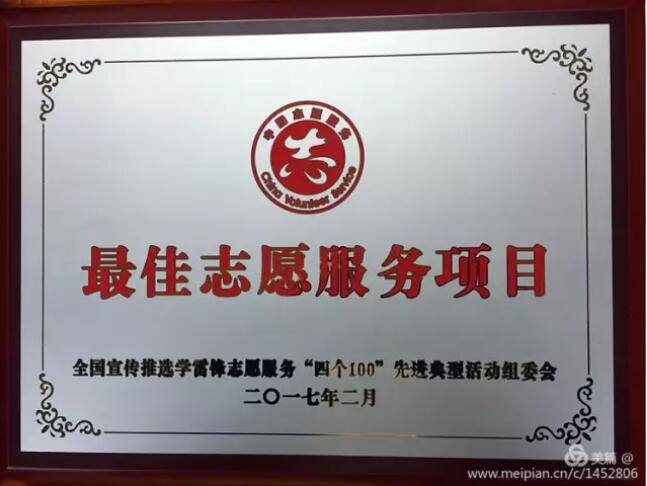 中国志愿服务
China Volunteer Service
最佳志愿服务项目
全国宣传推选学雷锋志愿服务“四个100”先进典型活动组委会
二〇一七年二月
美篇 @
www.meipian.cn/c/1452806